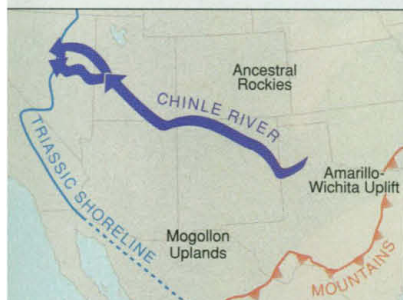 Ancestral
Rockies
CHINLE RIVER
TRIASSIC SHORELINE
Amarillo-
Wichita Uplift
Mogollon
Uplands
MOUNTAINS